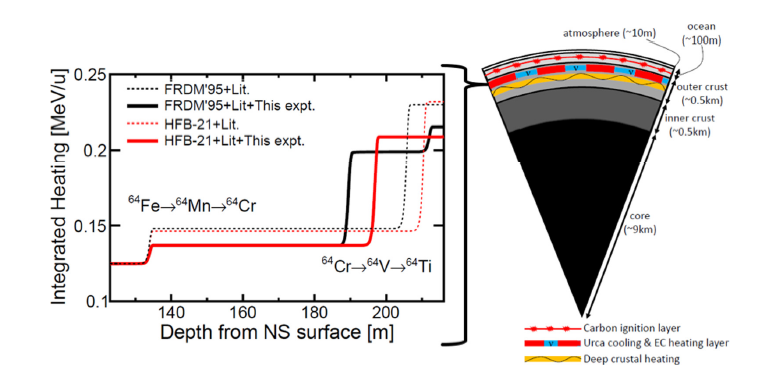 Integrated Heating [MeV/u]
0.25
0.2
0.15
0.1
FRDM'95+Lit.
FRDM'95+Lit+This expt.
HFB-21+Lit.
HFB-21+Lit+This expt.
⁶⁴Fe→⁶⁴Mn→⁶⁴Cr
⁶⁴Cr→⁶⁴V→⁶⁴Ti
140 160 180 200
Depth from NS surface [m]
atmosphere (~10m)
ocean
(~100m)
outer crust
(~0.5km)
inner crust
(~0.5km)
core
(~9km)
ν ν ν
Carbon ignition layer
ν
Urca cooling & EC heating layer
Deep crustal heating